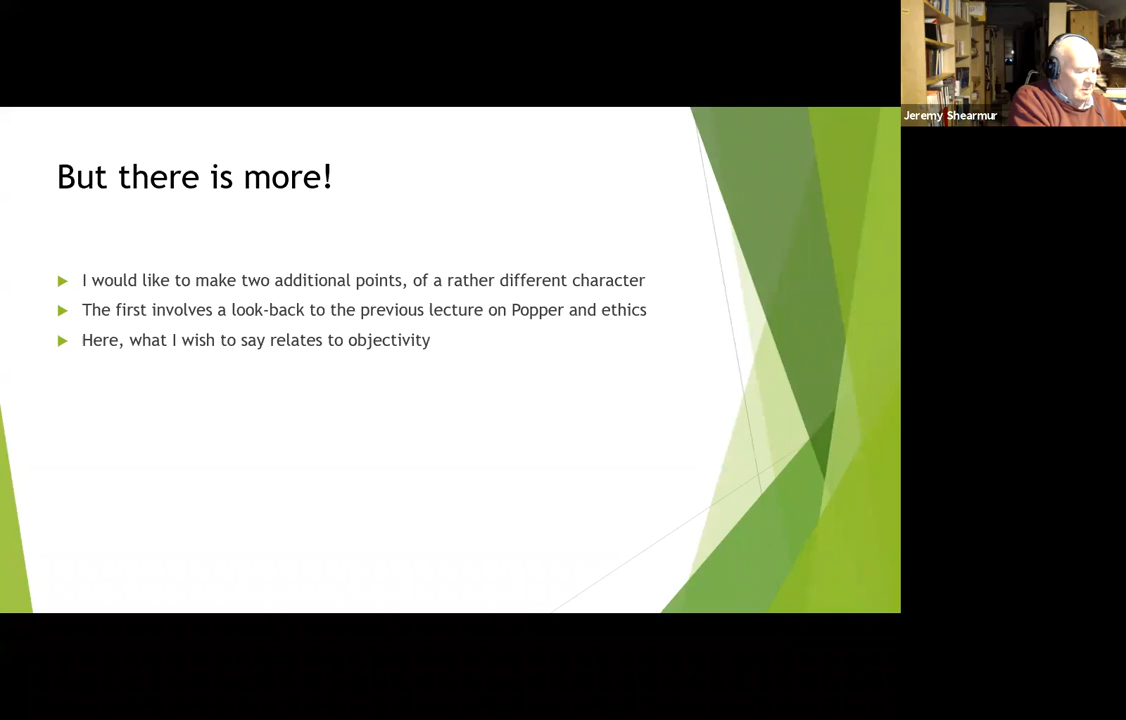 But there is more!
I would like to make two additional points, of a rather different character
The first involves a look-back to the previous lecture on Popper and ethics
Here, what I wish to say relates to objectivity
Jeremy Shearmur